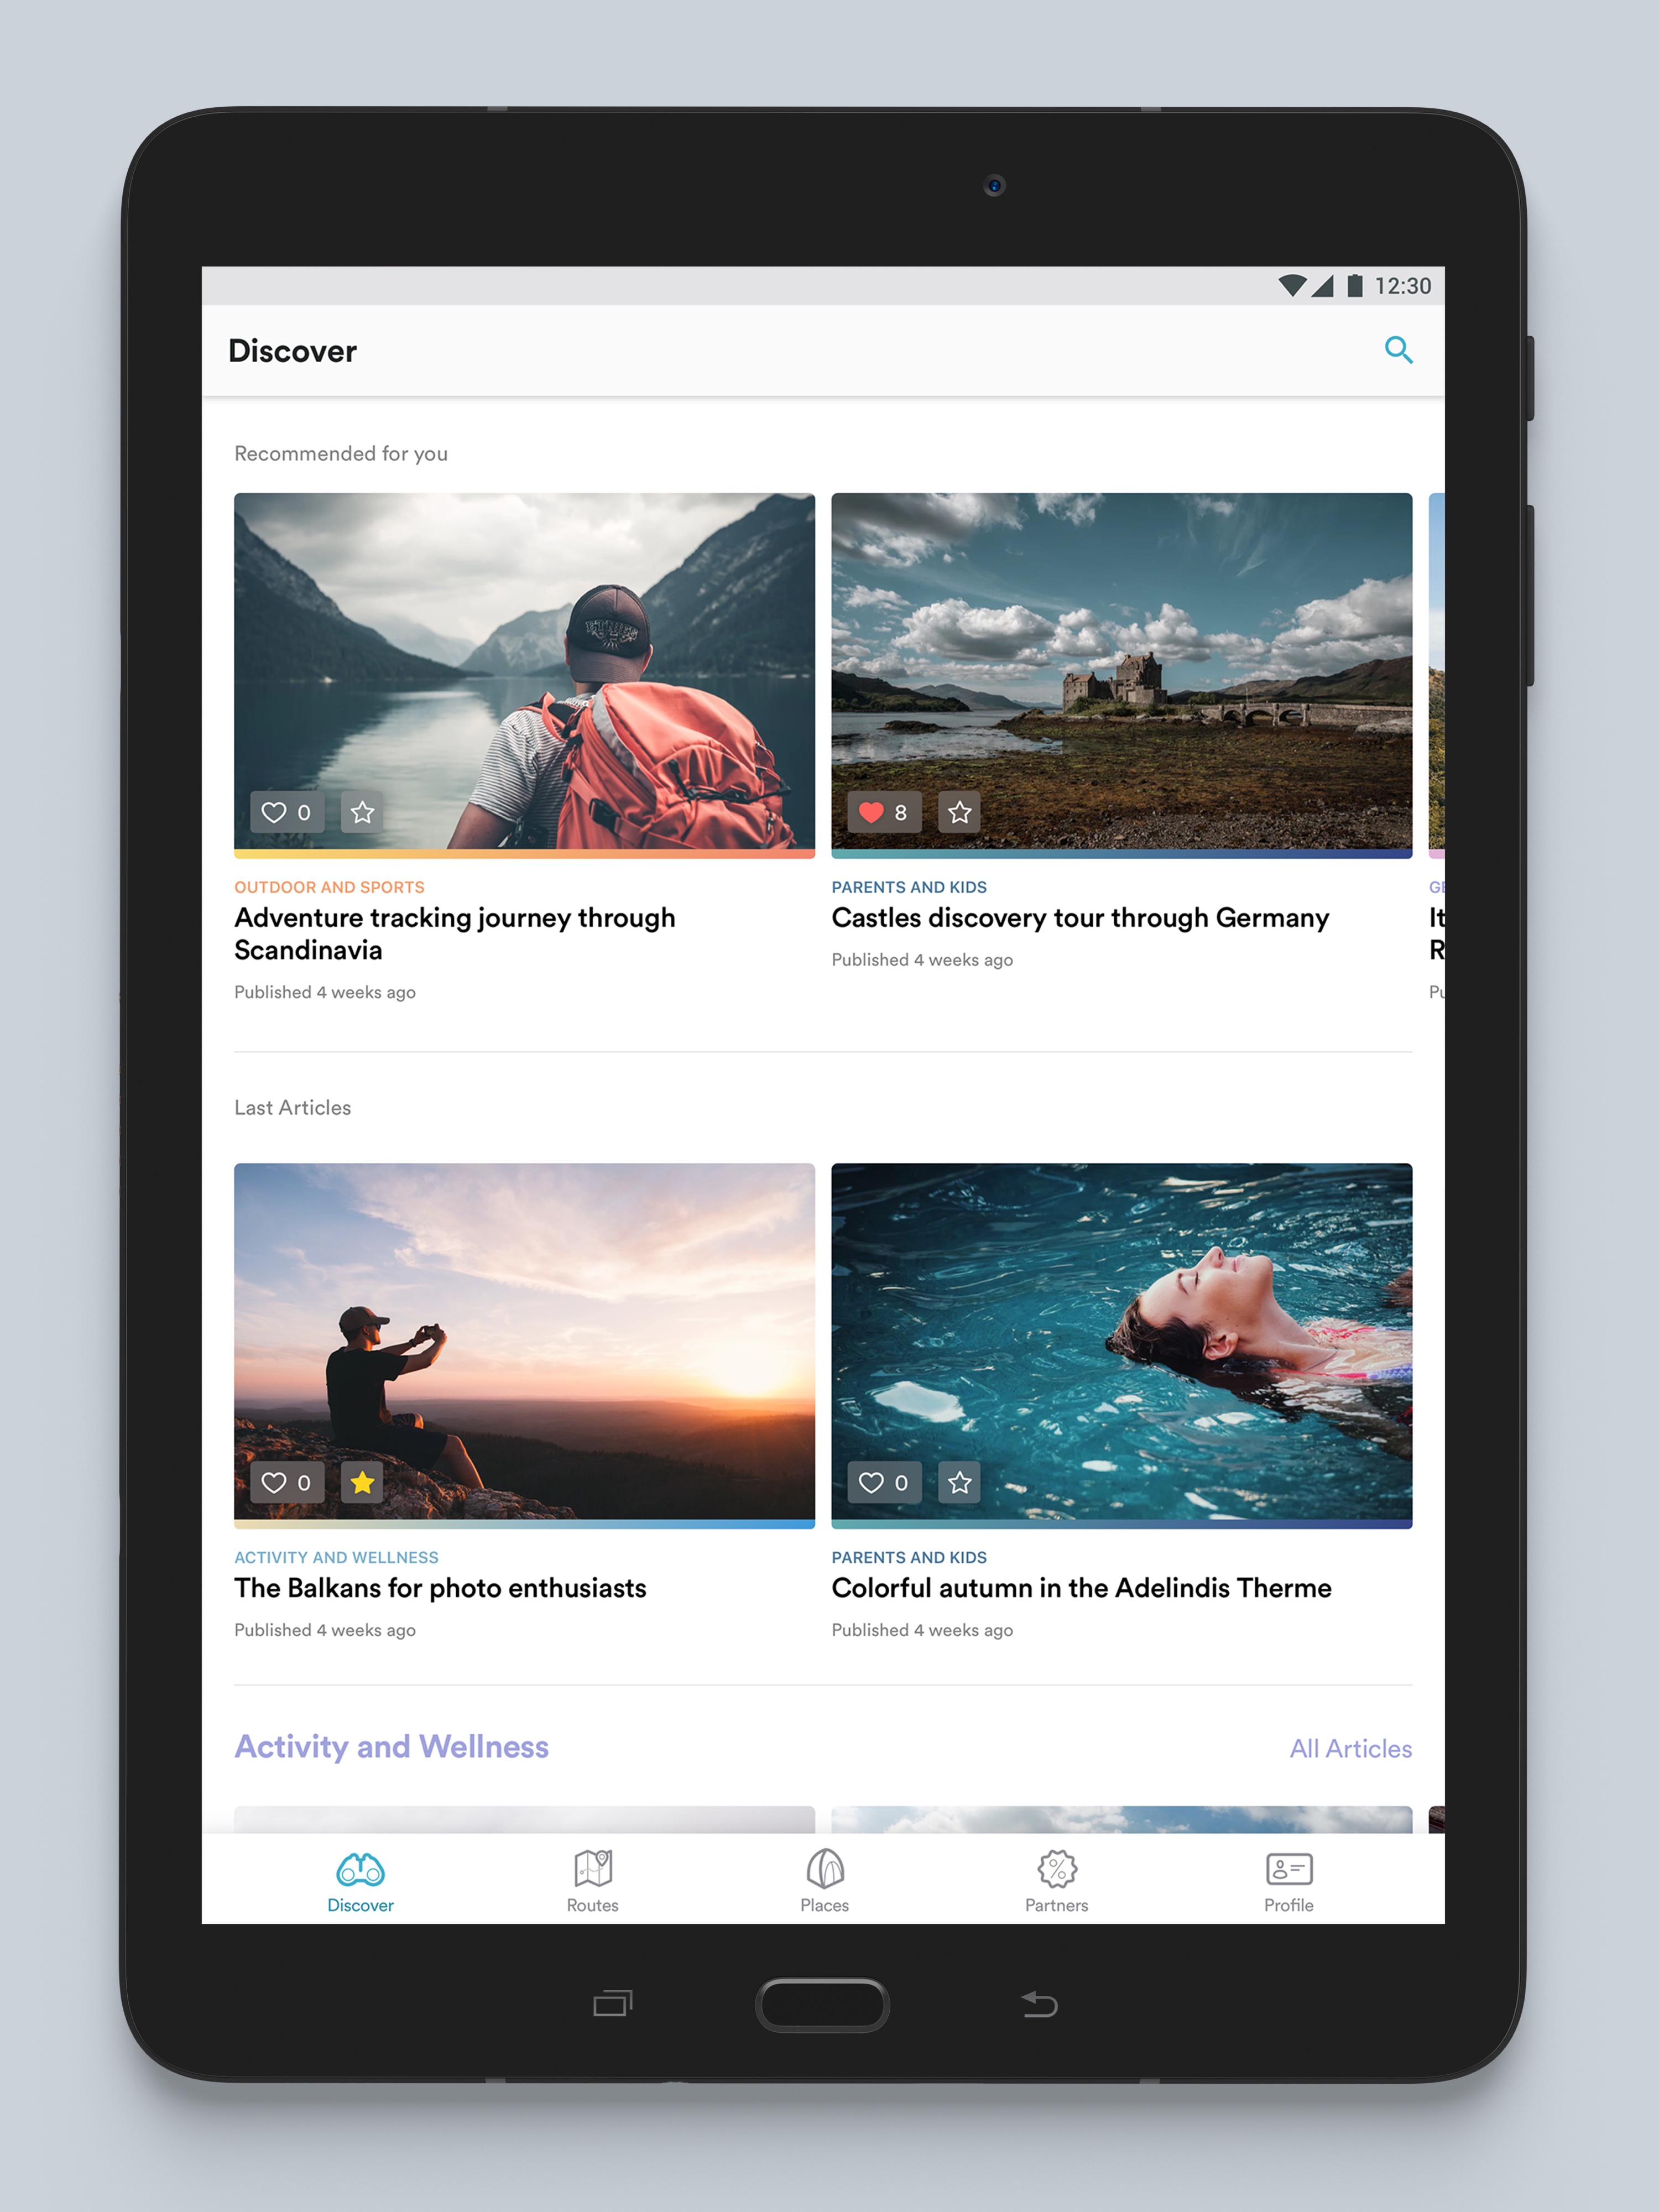 12:30
Discover
Recommended for you
0
8
OUTDOOR AND SPORTS
Adventure tracking journey through
Scandinavia
Published 4 weeks ago
PARENTS AND KIDS
Castles discovery tour through Germany
Published 4 weeks ago
It
R
Last Articles
0
0
ACTIVITY AND WELLNESS
The Balkans for photo enthusiasts
Published 4 weeks ago
PARENTS AND KIDS
Colorful autumn in the Adelindis Therme
Published 4 weeks ago
Activity and Wellness
All Articles
Discover
Routes
Places
Partners
Profile